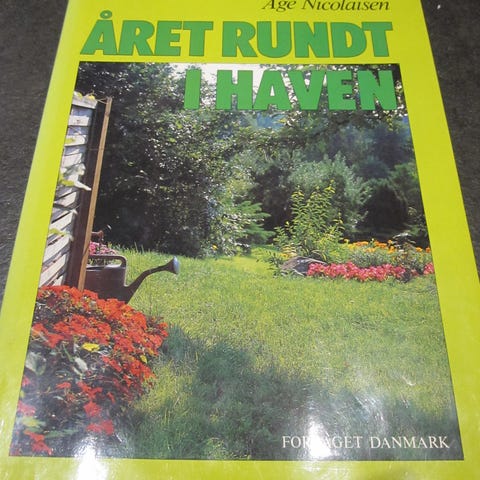 Åge Nicolaisen
ÅRET RUNDT
I HAVEN
FORLAGET DANMARK